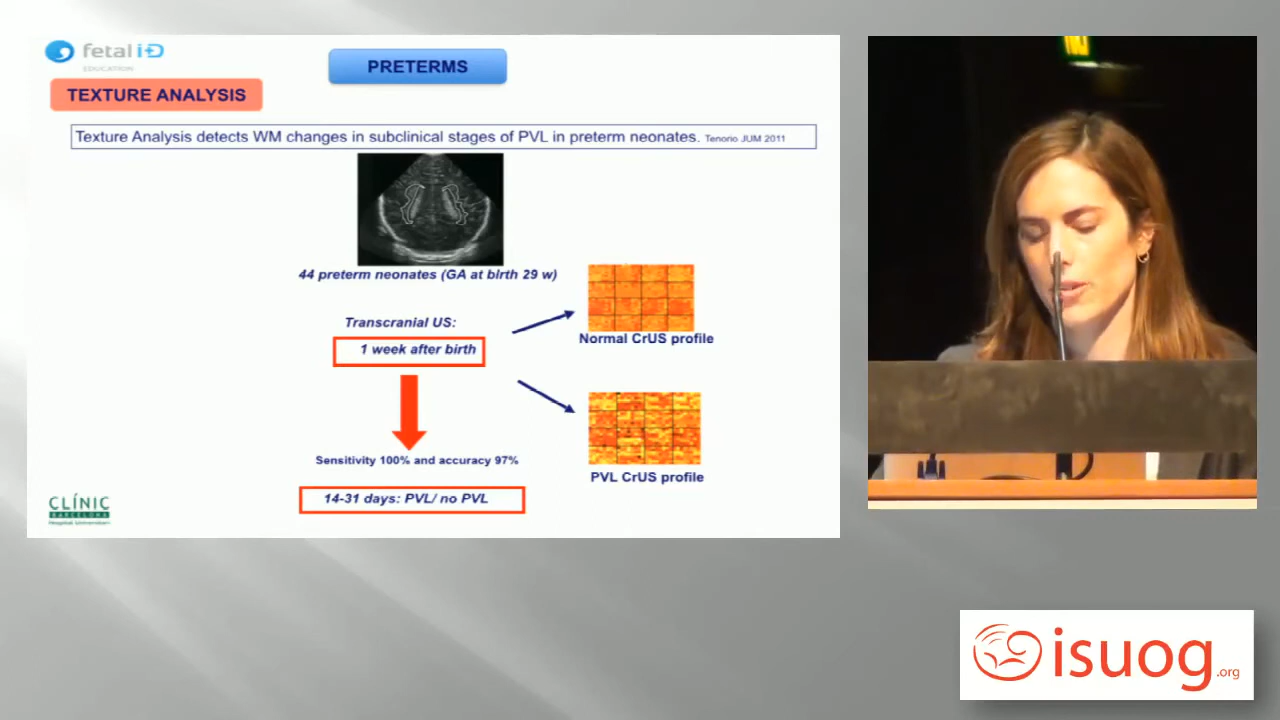 fetal i+D
EDUCATION
PRETERMS
TEXTURE ANALYSIS
Texture Analysis detects WM changes in subclinical stages of PVL in preterm neonates. Tenorio JUM 2011
44 preterm neonates (GA at birth 29 w)
Transcranial US:
1 week after birth
Normal CrUS profile
Sensitivity 100% and accuracy 97%
PVL CrUS profile
14-31 days: PVL/ no PVL
CLÍNIC
BARCELONA
Hospital Universitari
isuog.org